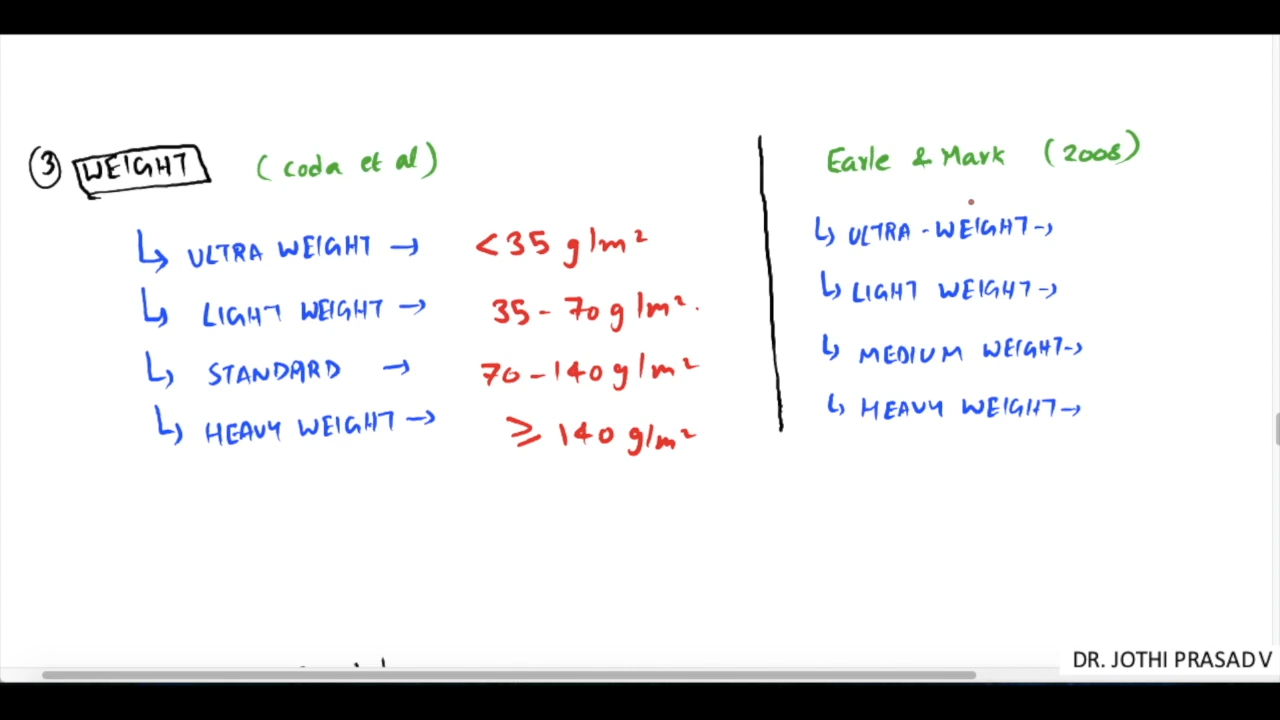 ③ WEIGHT (Coda et al)
↳ ULTRA WEIGHT → < 35 g/m²
↳ LIGHT WEIGHT → 35 - 70 g/m².
↳ STANDARD → 70 - 140 g/m²
↳ HEAVY WEIGHT → ≥ 140 g/m²
Earle & Mark (2008)
↳ ULTRA - WEIGHT →
↳ LIGHT WEIGHT →
↳ MEDIUM WEIGHT →
↳ HEAVY WEIGHT →
DR. JOTHI PRASAD V